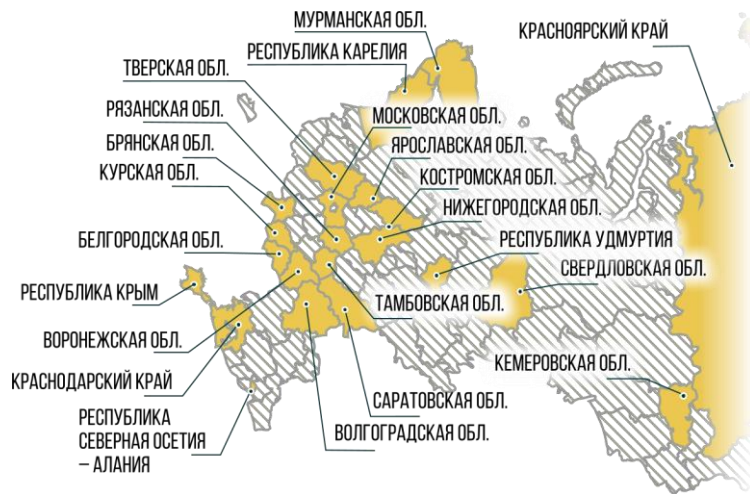 МУРМАНСКАЯ ОБЛ.
КРАСНОЯРСКИЙ КРАЙ
РЕСПУБЛИКА КАРЕЛИЯ
ТВЕРСКАЯ ОБЛ.
РЯЗАНСКАЯ ОБЛ.
МОСКОВСКАЯ ОБЛ.
БРЯНСКАЯ ОБЛ.
ЯРОСЛАВСКАЯ ОБЛ.
КУРСКАЯ ОБЛ.
КОСТРОМСКАЯ ОБЛ.
НИЖЕГОРОДСКАЯ ОБЛ.
БЕЛГОРОДСКАЯ ОБЛ.
РЕСПУБЛИКА УДМУРТИЯ
СВЕРДЛОВСКАЯ ОБЛ.
РЕСПУБЛИКА КРЫМ
ТАМБОВСКАЯ ОБЛ.
ВОРОНЕЖСКАЯ ОБЛ.
КЕМЕРОВСКАЯ ОБЛ.
КРАСНОДАРСКИЙ КРАЙ
САРАТОВСКАЯ ОБЛ.
РЕСПУБЛИКА
СЕВЕРНАЯ ОСЕТИЯ
– АЛАНИЯ
ВОЛГОГРАДСКАЯ ОБЛ.